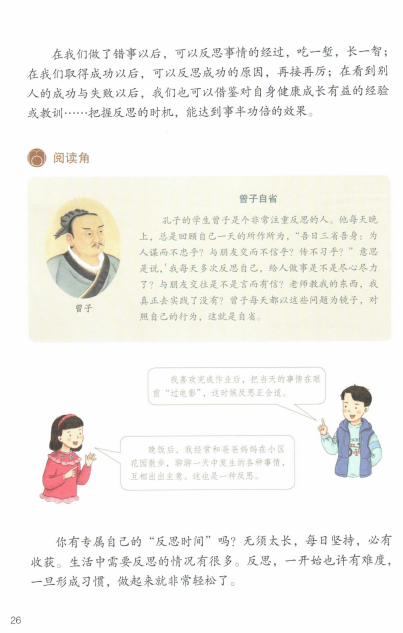 在我们做了错事以后，可以反思事情的经过，吃一堑，长一智；
在我们取得成功以后，可以反思成功的原因，再接再厉；在看到别
人的成功与失败以后，我们也可以借鉴对自身健康成长有益的经验
或教训……把握反思的时机，能达到事半功倍的效果。
阅读角
曾子自省
孔子的学生曾子是个非常注重反思的人。他每天晚
上，总是回顾自己一天的所作所为，“吾日三省吾身：为
人谋而不忠乎？与朋友交而不信乎？传不习乎？”意思
是说，我每天多次反思自己，给人做事是不是尽心尽力
了？与朋友交往是不是言而有信？老师教我的东西，我
真正去实践了没有？曾子每天都以这些问题为镜子，对
照自己的行为，这就是自省。
曾子
我喜欢完成作业后，把当天的事情在眼
前“过电影”，这时候反思正合适。
晚饭后，我经常和爸爸妈妈在小区
花园散步，聊聊一天中发生的各种事情，
互相出出主意。这也是一种反思。
你有专属自己的“反思时间”吗？无须太长，每日坚持，必有
收获。生活中需要反思的情况有很多。反思，一开始也许有难度，
一旦形成习惯，做起来就非常轻松了。
26